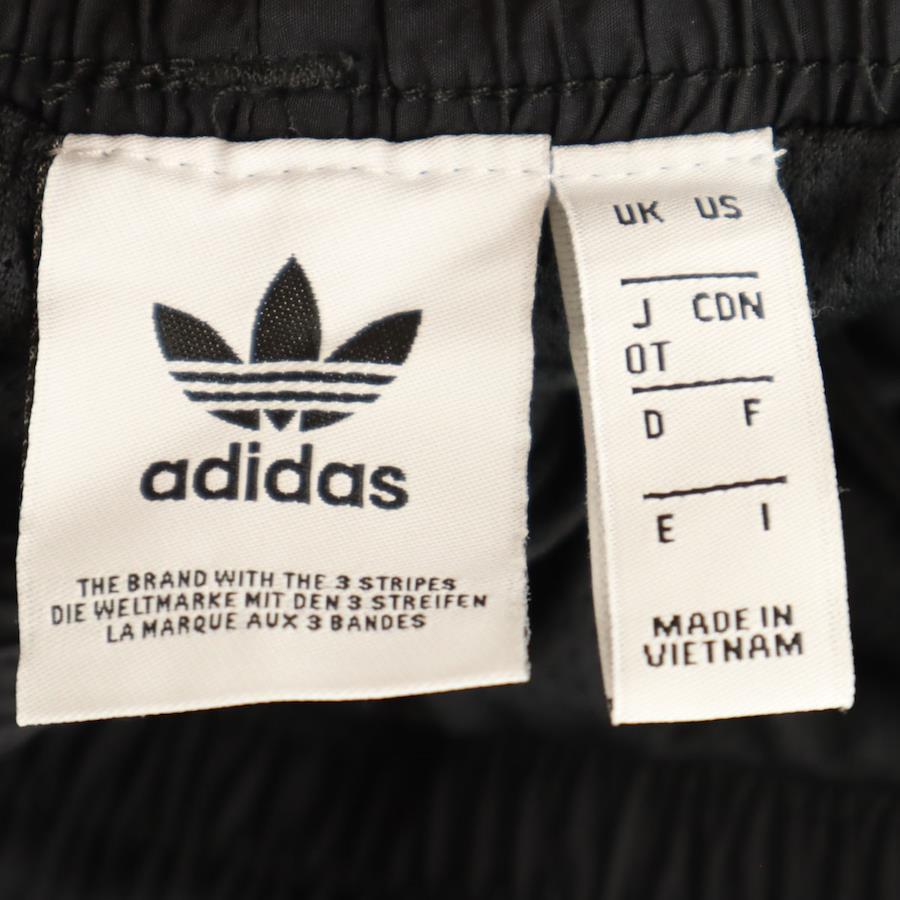 adidas
THE BRAND WITH THE 3 STRIPES
DIE WELTMARKE MIT DEN 3 STREIFEN
LA MARQUE AUX 3 BANDES
UK US
J CDN
OT
D F
E I
MADE IN
VIETNAM